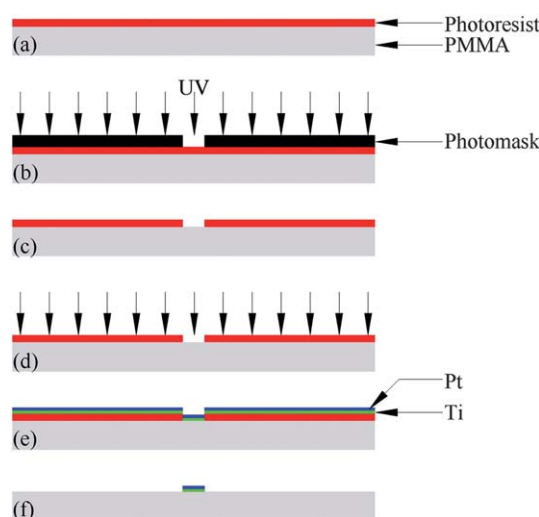 Photoresist
(a)
PMMA
UV
Photomask
(b)
(c)
(d)
Pt
Ti
(e)
(f)